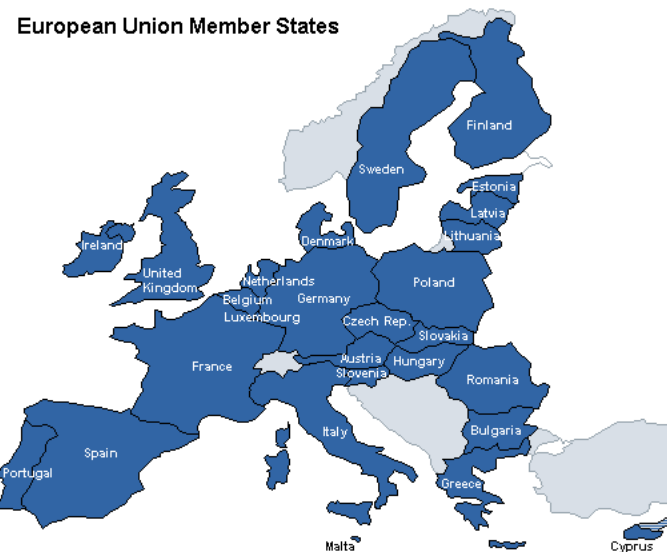 European Union Member States
Finland
Sweden
Estonia
Latvia
Lithuania
Denmark
Ireland
United
Kingdom
Netherlands
Belgium
Germany
Luxembourg
Poland
Czech Rep.
Slovakia
Austria
Hungary
Slovenia
France
Romania
Italy
Bulgaria
Spain
Portugal
Greece
Malta
Cyprus